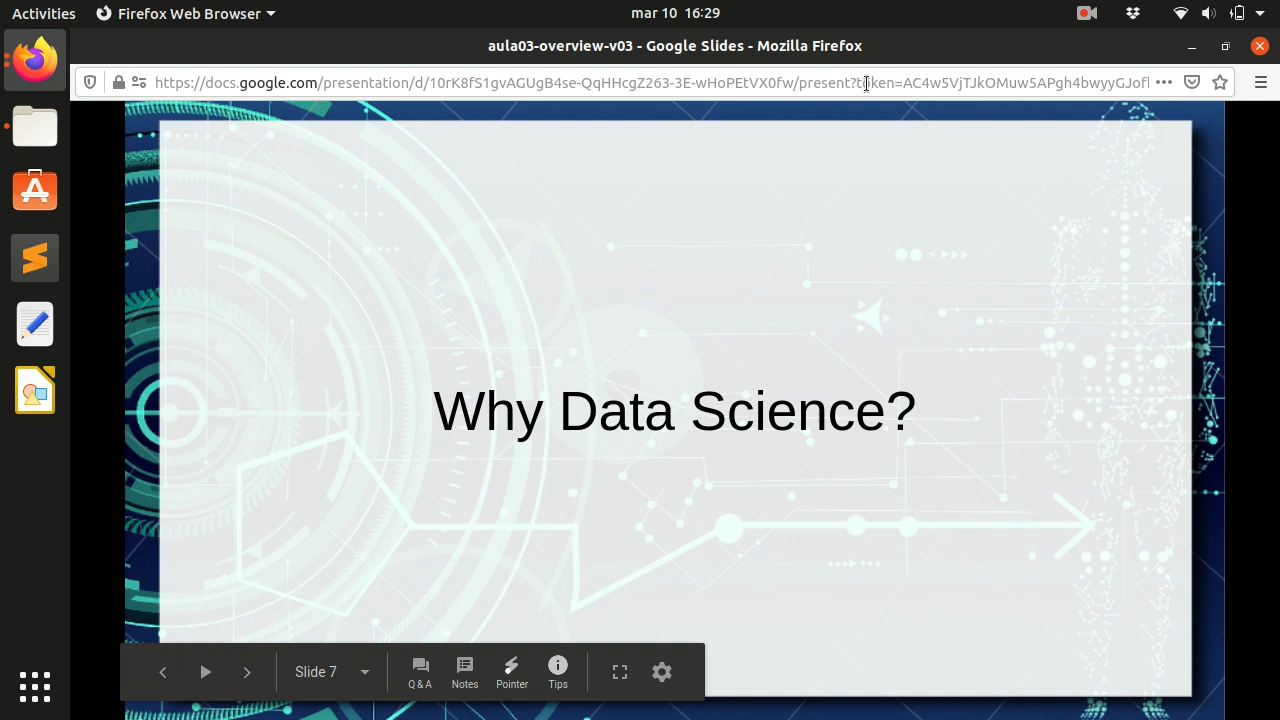 Activities
Firefox Web Browser
mar 10 16:29
aula03-overview-v03 - Google Slides - Mozilla Firefox
https://docs.google.com/presentation/d/10rK8fS1gvAGUgB4se-QqHHcgZ263-3E-wHoPEtVX0fw/present?token=AC4w5VjTJkOMuw5APgh4bwyyGJofl
Why Data Science?
Slide 7
Q & A
Notes
Pointer
Tips